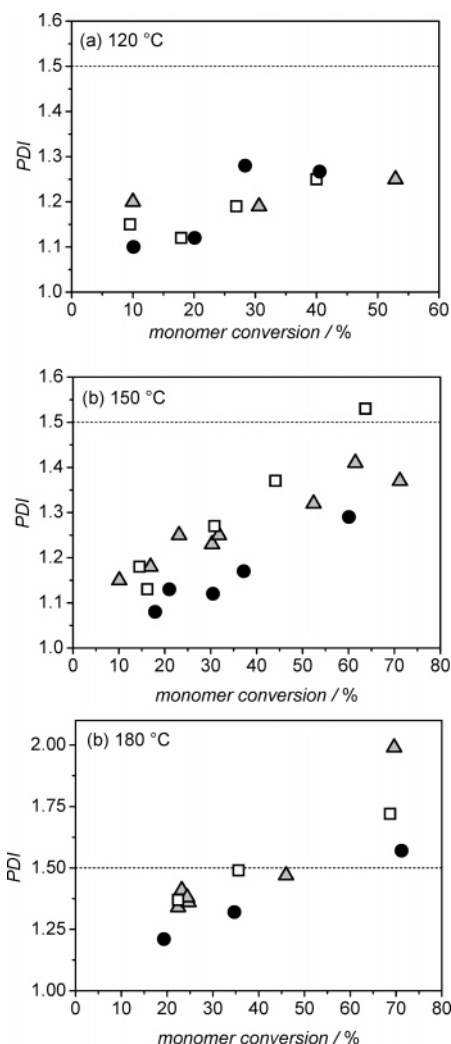 1.6
(a) 120 °C
1.5
1.4
PDI
1.3
1.2
1.1
1.0
0 10 20 30 40 50 60
monomer conversion / %
1.6
(b) 150 °C
1.5
1.4
PDI
1.3
1.2
1.1
1.0
0 10 20 30 40 50 60 70 80
monomer conversion / %
(b) 180 °C
2.00
1.75
PDI
1.50
1.25
1.00
0 10 20 30 40 50 60 70 80
monomer conversion / %